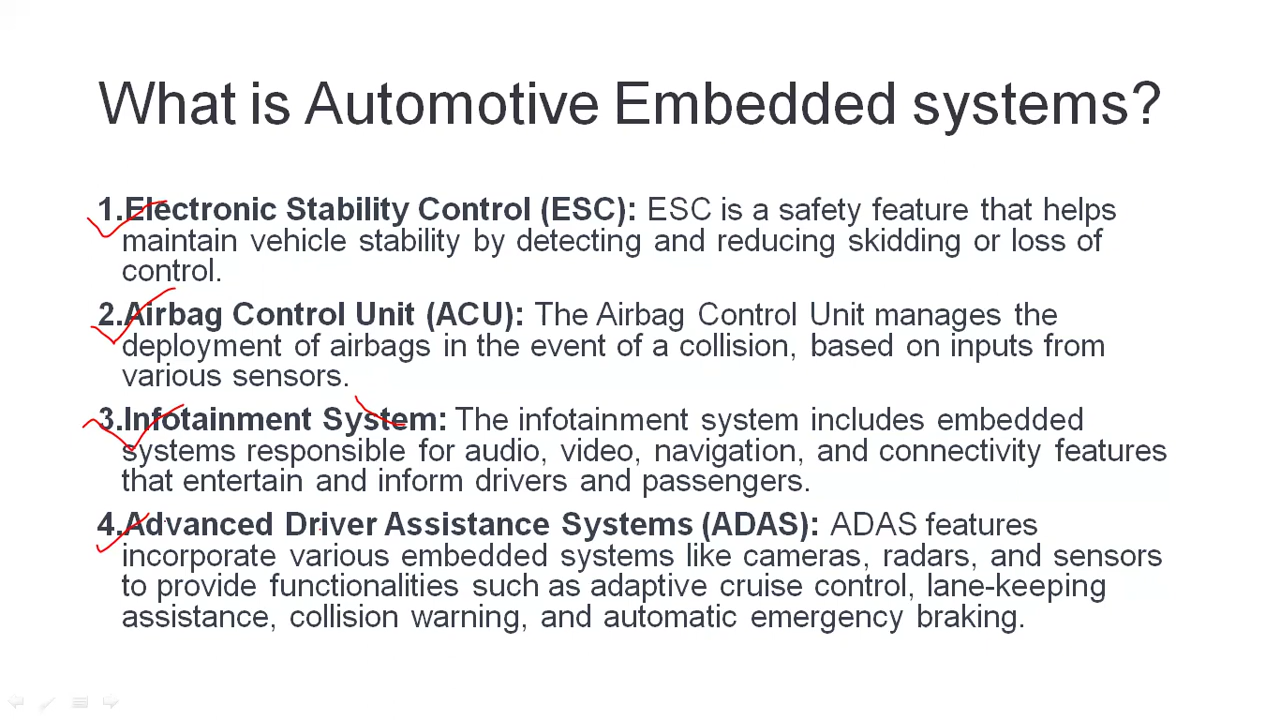 What is Automotive Embedded systems?
1.Electronic Stability Control (ESC): ESC is a safety feature that helps
maintain vehicle stability by detecting and reducing skidding or loss of
control.
2.Airbag Control Unit (ACU): The Airbag Control Unit manages the
deployment of airbags in the event of a collision, based on inputs from
various sensors.
3.Infotainment System: The infotainment system includes embedded
systems responsible for audio, video, navigation, and connectivity features
that entertain and inform drivers and passengers.
4.Advanced Driver Assistance Systems (ADAS): ADAS features
incorporate various embedded systems like cameras, radars, and sensors
to provide functionalities such as adaptive cruise control, lane-keeping
assistance, collision warning, and automatic emergency braking.